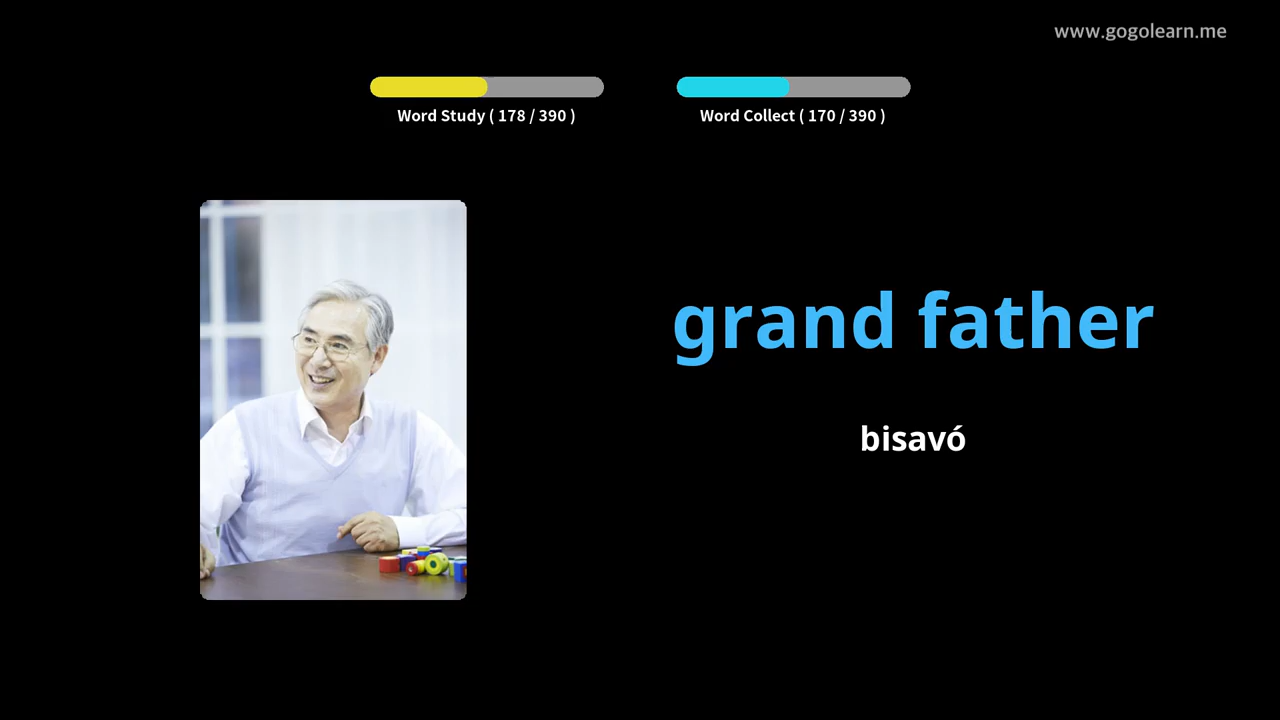 www.gogolearn.me
Word Study ( 178 / 390 )
Word Collect ( 170 / 390 )
grand father
bisavó